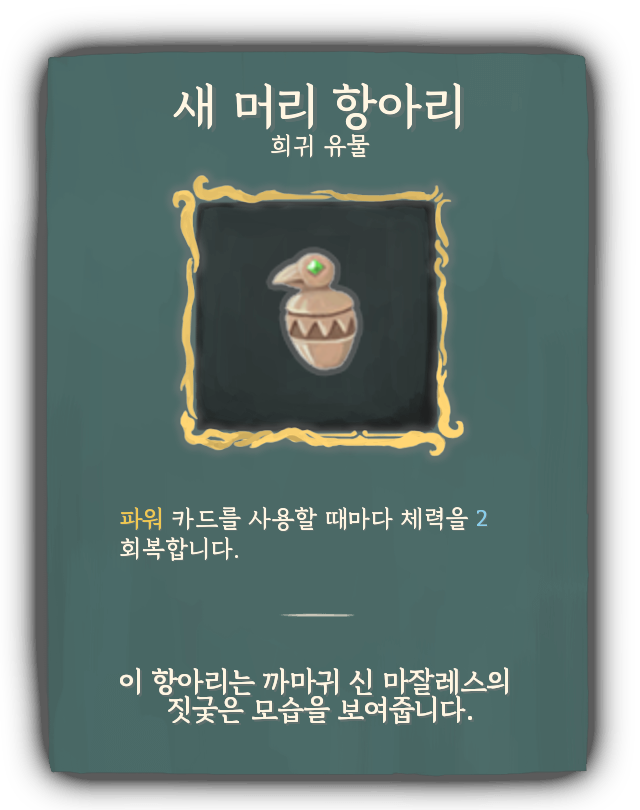 새 머리 항아리
희귀 유물
파워 카드를 사용할 때마다 체력을 2
회복합니다.
이 항아리는 까마귀 신 마잘레스의
짓궂은 모습을 보여줍니다.